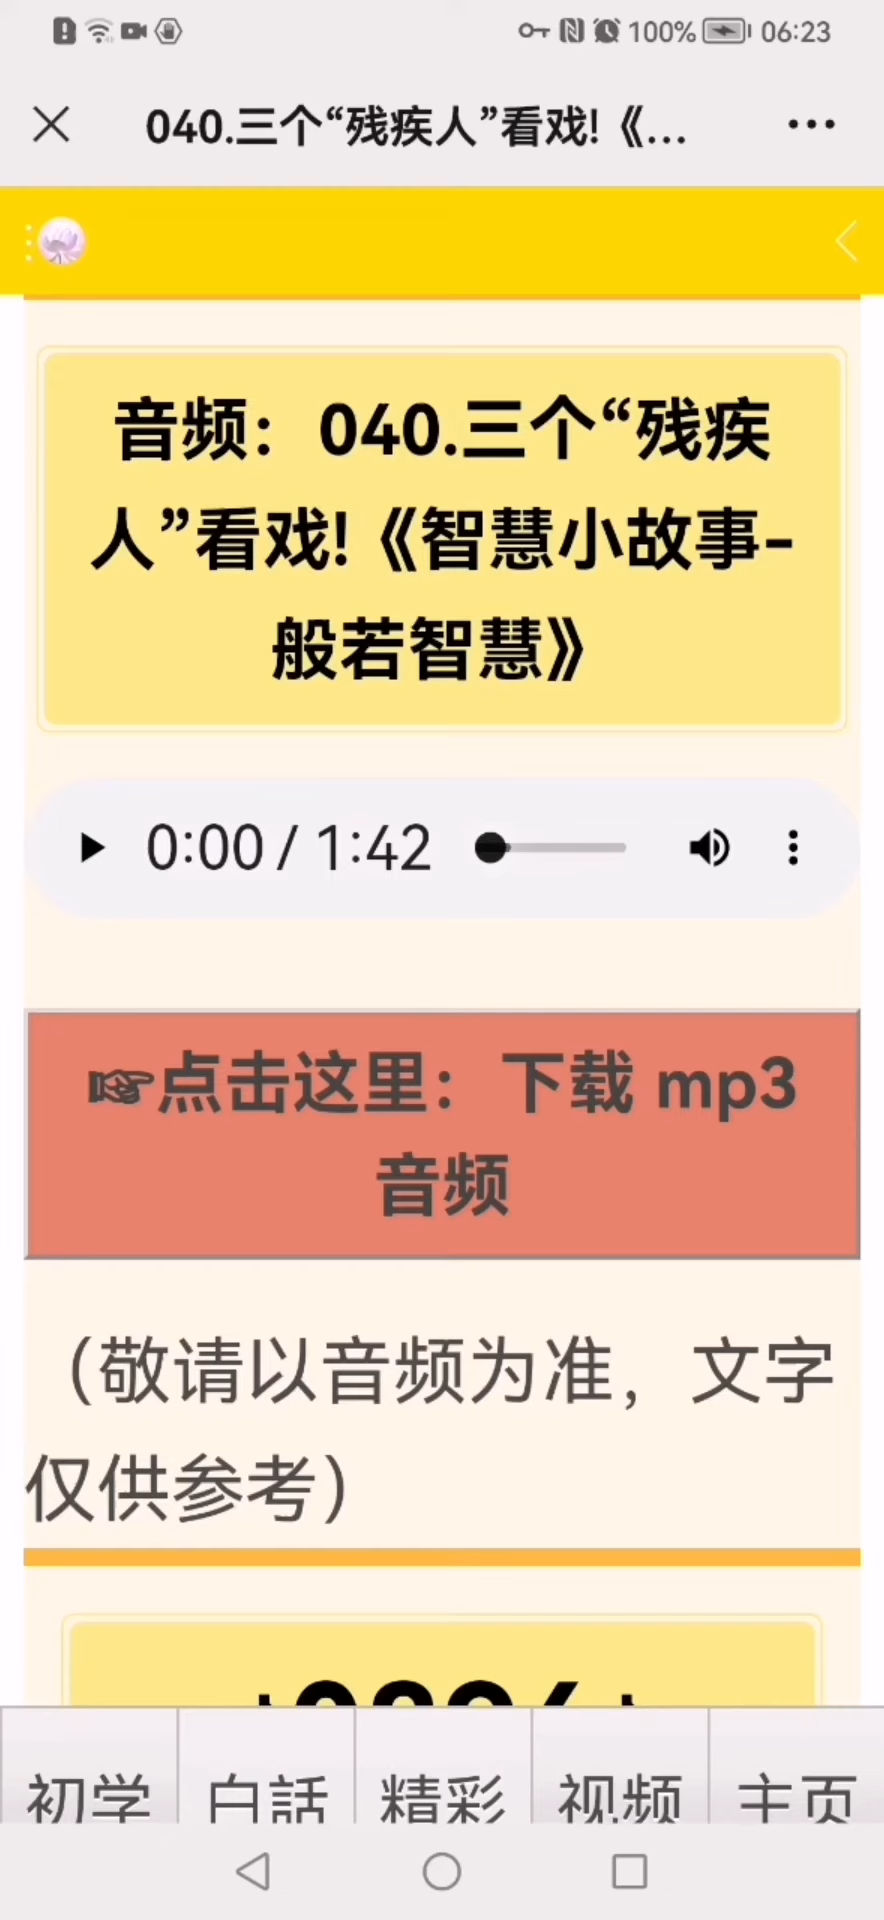 100% 06:23
040.三个“残疾人”看戏!《...
音频：040.三个“残疾
人”看戏!《智慧小故事-
般若智慧》
0:00 / 1:42
☞点击这里：下载 mp3
音频
（敬请以音频为准，文字
仅供参考）
初学 白話 精彩 视频 主页